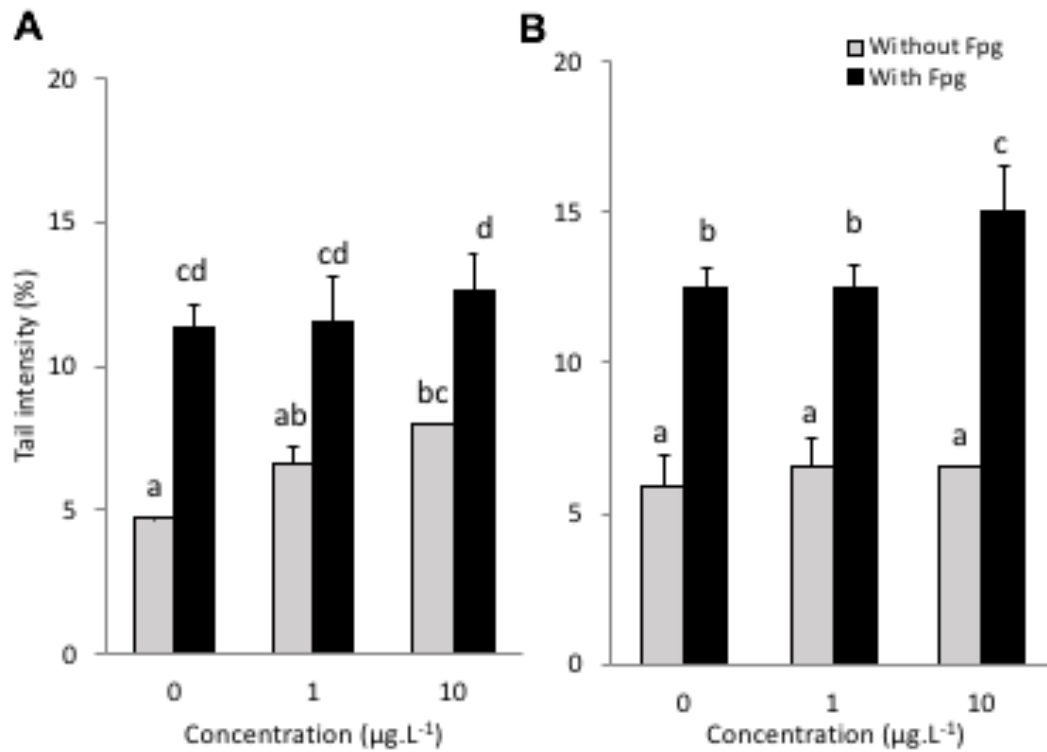 A
20
15
10
5
0
Tail intensity (%)
a
cd
ab
cd
bc
d
0
1
10
Concentration (µg.L⁻¹)
B
Without Fpg
With Fpg
20
15
10
5
0
a
b
a
b
a
c
0
1
10
Concentration (µg.L⁻¹)